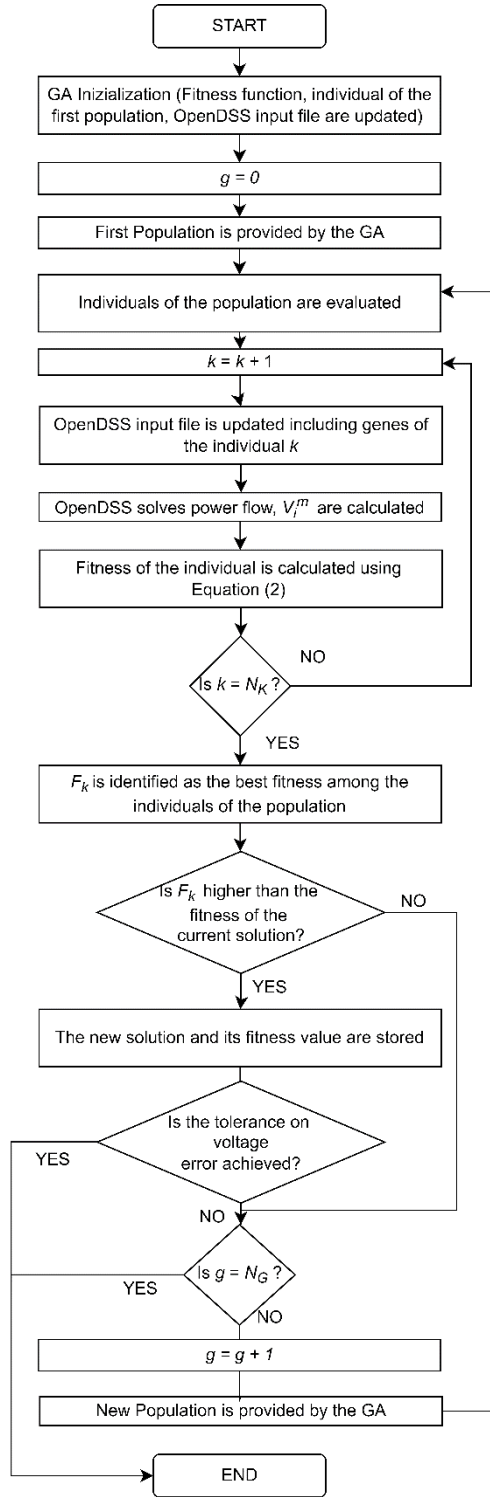 START
GA Inizialization (Fitness function, individual of the
first population, OpenDSS input file are updated)
g = 0
First Population is provided by the GA
Individuals of the population are evaluated
k = k + 1
OpenDSS input file is updated including genes of
the individual k
OpenDSS solves power flow, V_i^m are calculated
Fitness of the individual is calculated using
Equation (2)
NO
Is k = N_K ?
YES
F_k is identified as the best fitness among the
individuals of the population
Is F_k higher than the
fitness of the
current solution?
NO
YES
The new solution and its fitness value are stored
Is the tolerance on
voltage
error achieved?
YES
NO
Is g = N_G ?
YES
NO
g = g + 1
New Population is provided by the GA
END